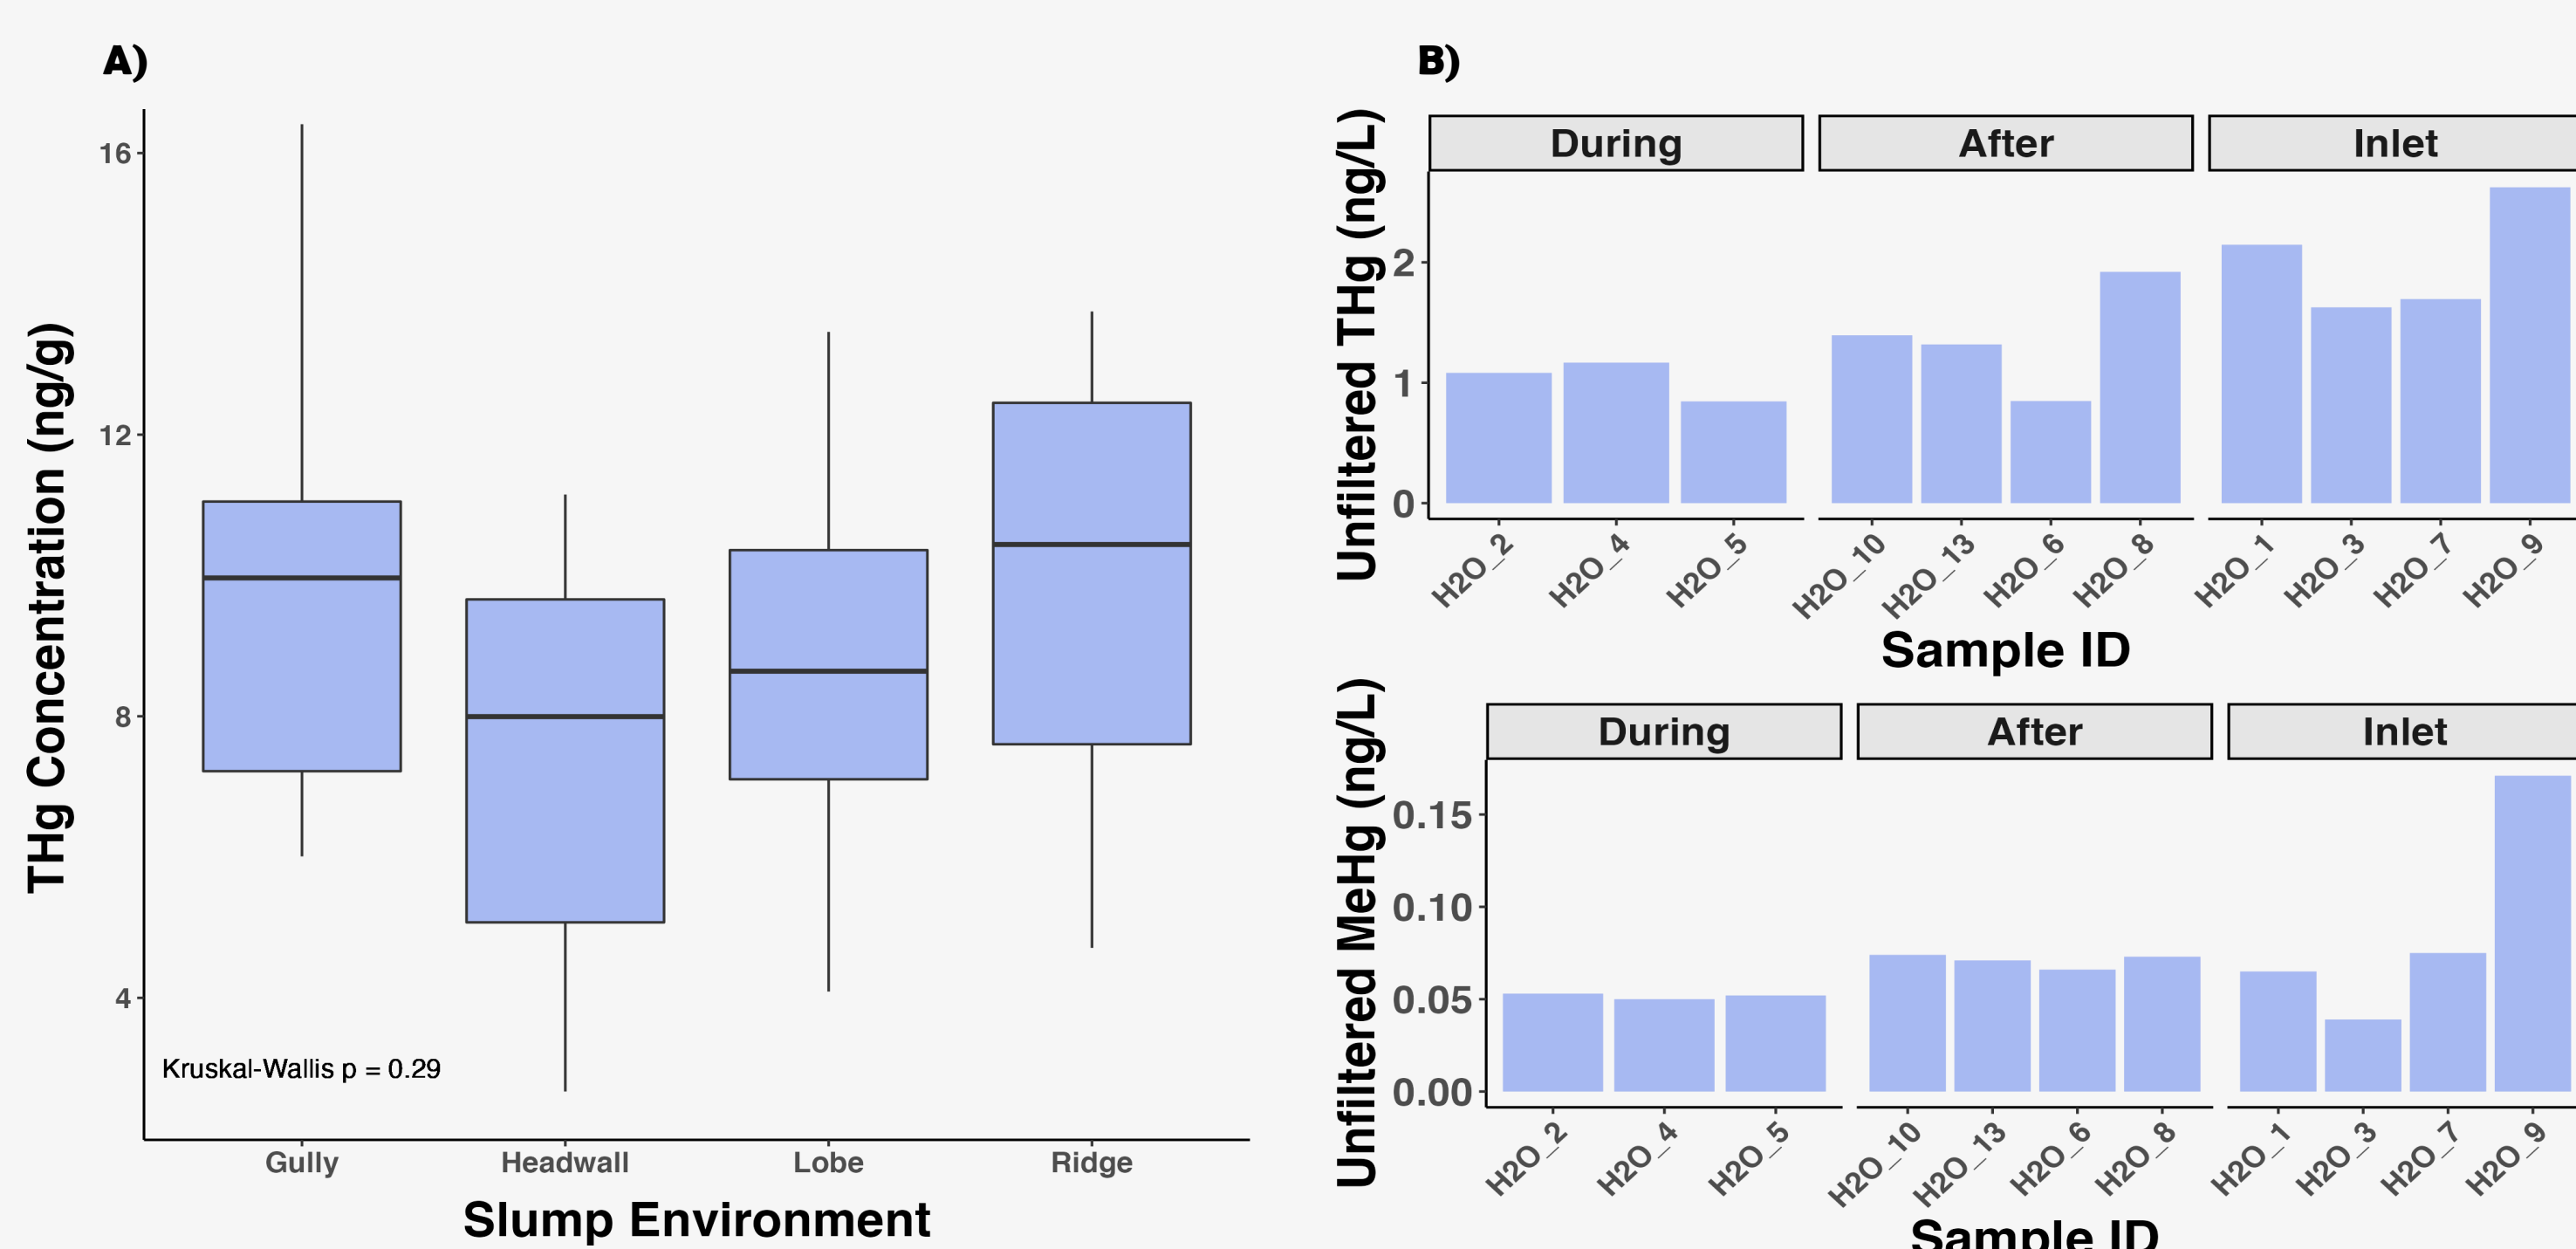 A)
THg Concentration (ng/g)
16
12
8
4
Kruskal-Wallis p = 0.29
Gully Headwall Lobe Ridge
Slump Environment
B)
Unfiltered THg (ng/L)
During After Inlet
2
1
0
H2O_2 H2O_4 H2O_5 H2O_10 H2O_13 H2O_6 H2O_8 H2O_1 H2O_3 H2O_7 H2O_9
Sample ID
Unfiltered MeHg (ng/L)
During After Inlet
0.15
0.10
0.05
0.00
H2O_2 H2O_4 H2O_5 H2O_10 H2O_13 H2O_6 H2O_8 H2O_1 H2O_3 H2O_7 H2O_9
Sample ID